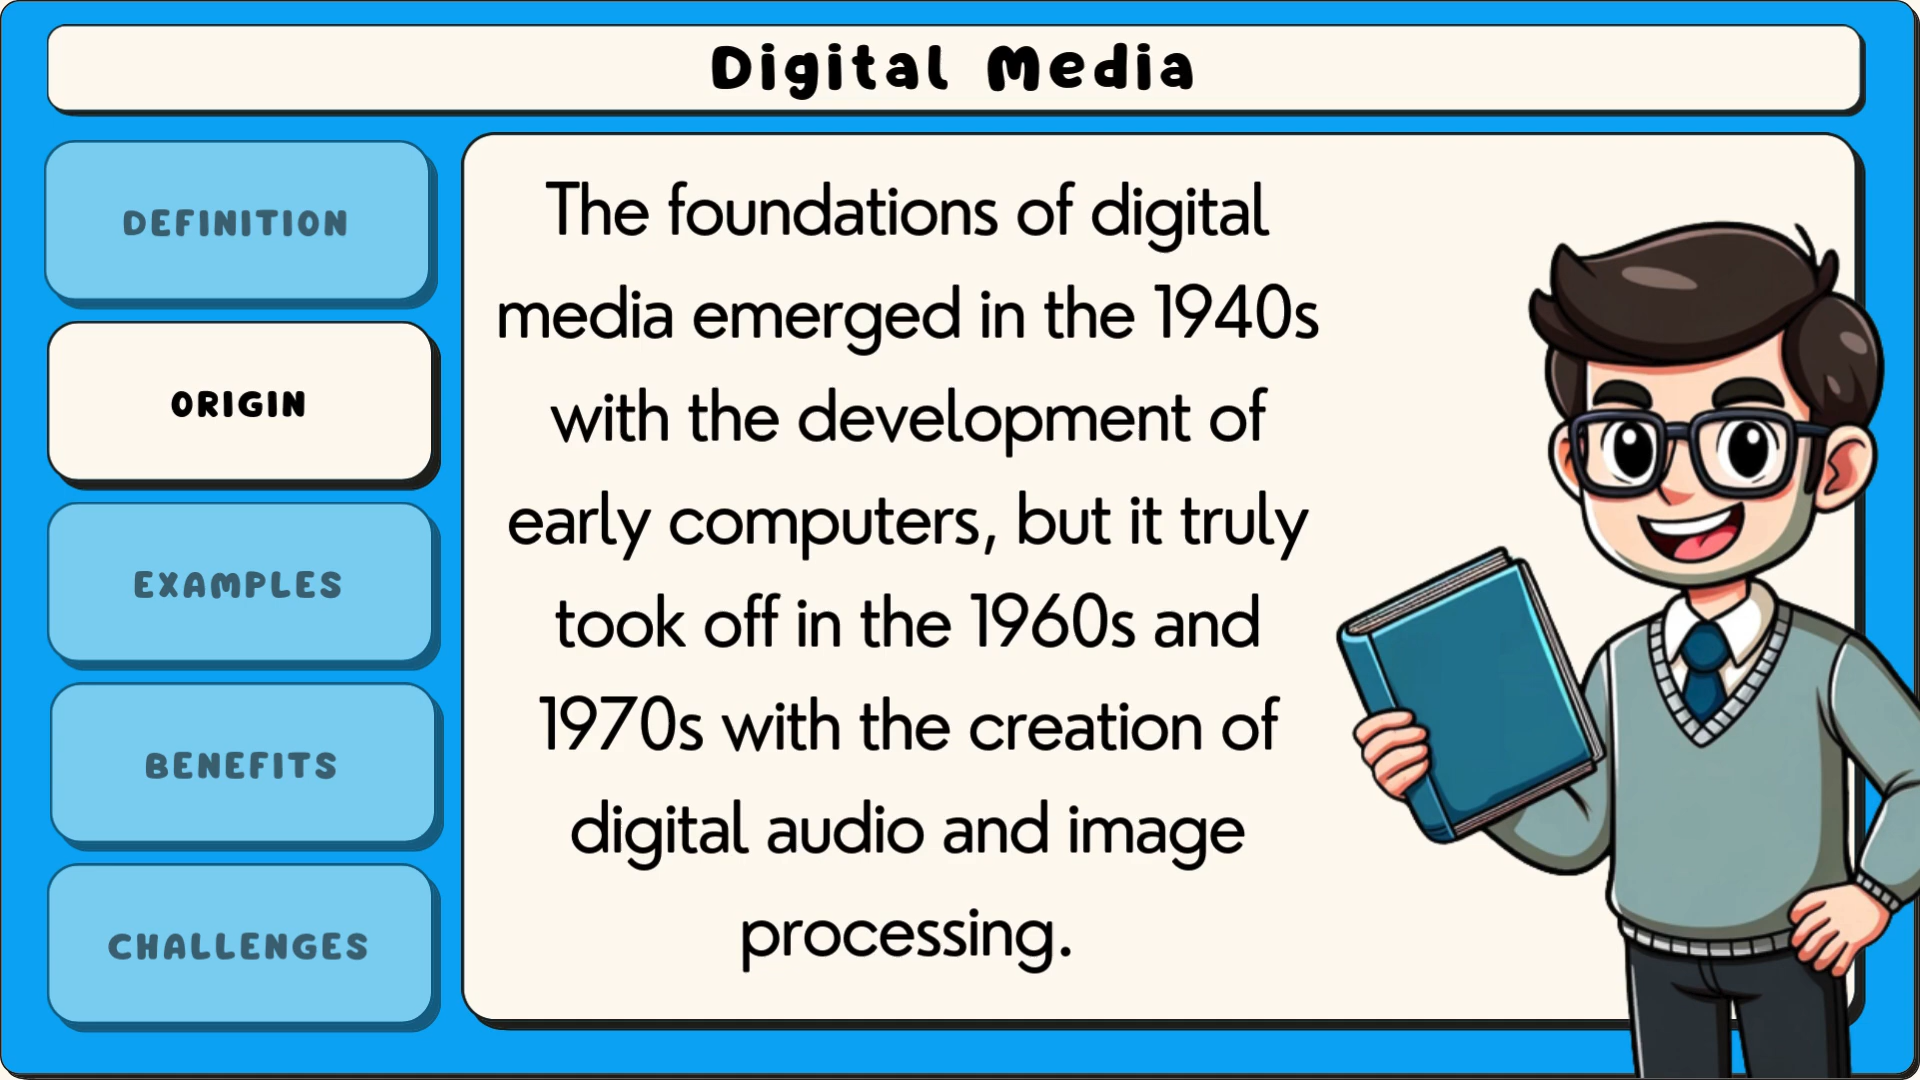 Digital Media
DEFINITION
ORIGIN
EXAMPLES
BENEFITS
CHALLENGES
The foundations of digital
media emerged in the 1940s
with the development of
early computers, but it truly
took off in the 1960s and
1970s with the creation of
digital audio and image
processing.